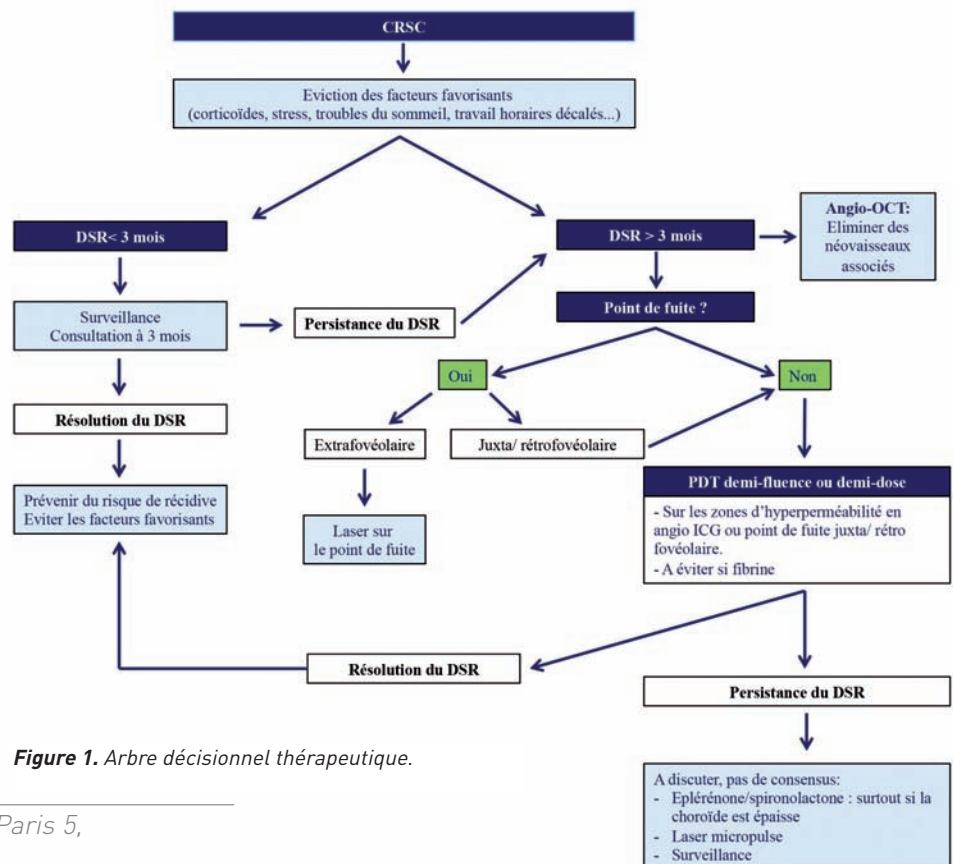 CRSC
Eviction des facteurs favorisants
(corticoïdes, stress, troubles du sommeil, travail horaires décalés...)
DSR< 3 mois
DSR > 3 mois
Angio-OCT:
Eliminer des
néovaisseaux
associés
Surveillance
Consultation à 3 mois
Persistance du DSR
Point de fuite ?
Oui
Non
Résolution du DSR
Extrafovéolaire
Juxta/ rétrofovéolaire
Prévenir du risque de récidive
Eviter les facteurs favorisants
Laser sur
le point de fuite
PDT demi-fluence ou demi-dose
- Sur les zones d'hyperperméabilité en
angio ICG ou point de fuite juxta/ rétro
fovéolaire.
- A éviter si fibrine
Résolution du DSR
Persistance du DSR
A discuter, pas de consensus:
- Eplérénone/spironolactone : surtout si la
choroïde est épaisse
- Laser micropulse
- Surveillance
Figure 1. Arbre décisionnel thérapeutique.
Paris 5,